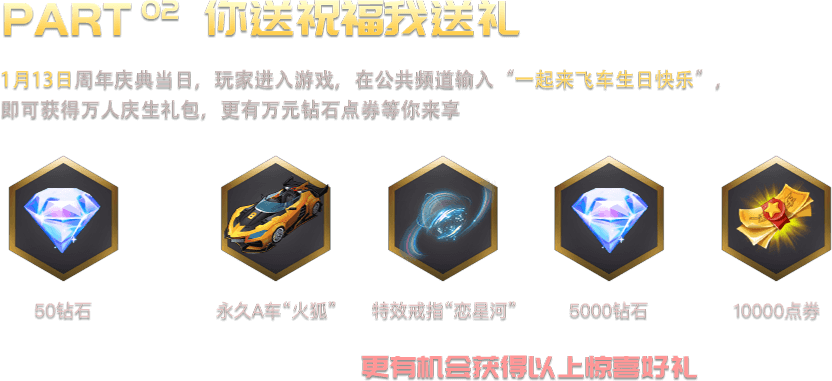 PART 02 你送祝福我送礼
1月13日周年庆典当日，玩家进入游戏，在公共频道输入“一起来飞车生日快乐”，
即可获得万人庆生礼包，更有万元钻石点券等你来享
50钻石 永久A车“火狐” 特效戒指“恋星河” 5000钻石 10000点券
更有机会获得以上惊喜好礼